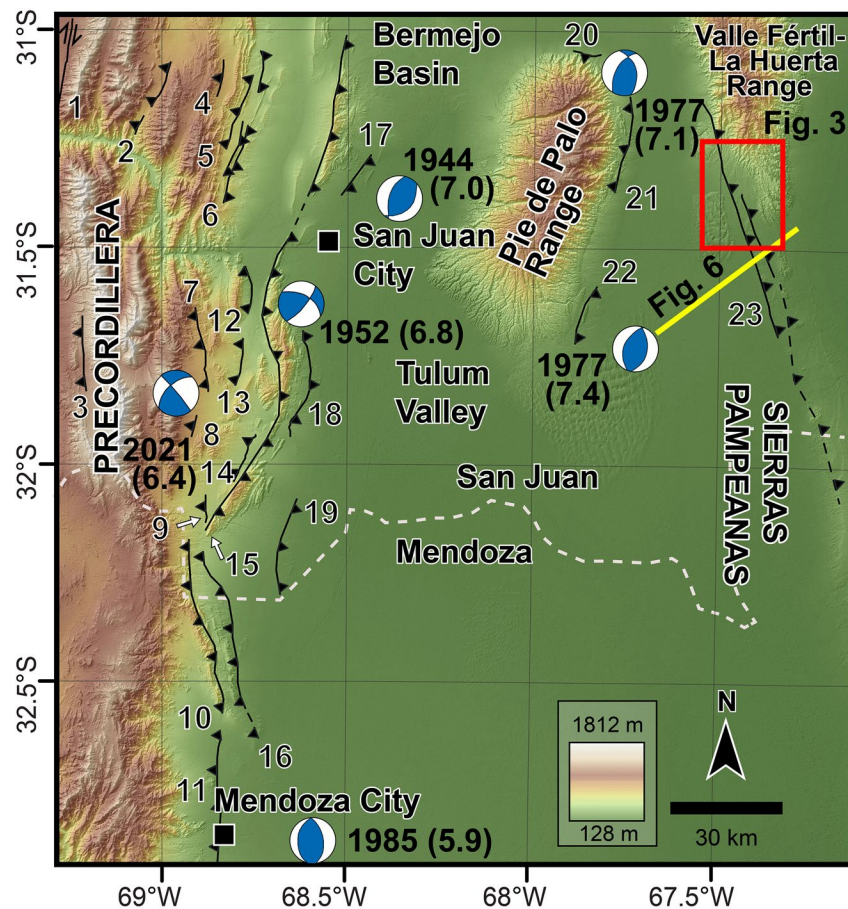 31°S
31.5°S
32°S
32.5°S
Bermejo
Basin
20
Valle Fértil-
La Huerta
Range
1977
(7.1)
Fig. 3
1
2
4
5
6
17
1944
(7.0)
Pie de Palo
Range
21
San Juan
City
PRECORDILLERA
7
12
1952 (6.8)
22
Fig. 6
23
1977
(7.4)
3
13
Tulum
Valley
18
8
2021
(6.4)
14
SIERRAS
PAMPEANAS
San Juan
9
19
15
Mendoza
10
16
11
Mendoza City
1985 (5.9)
1812 m
128 m
N
30 km
69°W
68.5°W
68°W
67.5°W